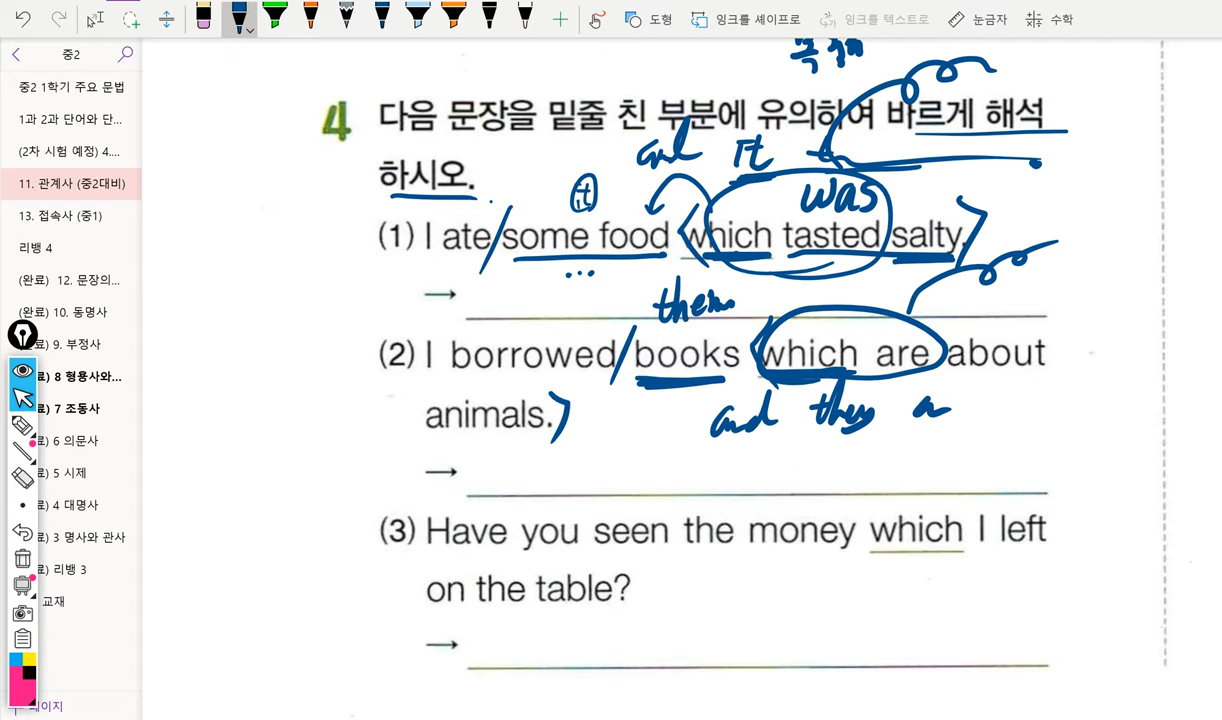 도형
잉크를 셰이프로
잉크를 텍스트로
눈금자
수학
중2
중2 1학기 주요 문법
1과 2과 단어와 단...
(2차 시험 예정) 4....
11. 관계사 (중2대비)
13. 접속사 (중1)
리뱅 4
(완료) 12. 문장의...
(완료) 10. 동명사
료) 9. 부정사
료) 8 형용사와...
료) 7 조동사
료) 6 의문사
료) 5 시제
료) 4 대명사
료) 3 명사와 관사
료) 리뱅 3
교재
페이지
4 다음 문장을 밑줄 친 부분에 유의하여 바르게 해석
하시오.
and It
it was
(1) I ate some food which tasted salty.
→
them
(2) I borrowed books which are about
animals.
and they
→
(3) Have you seen the money which I left
on the table?
→